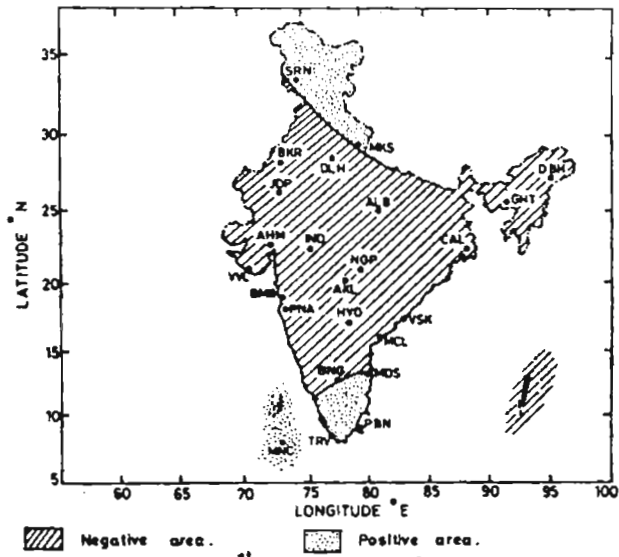 35
30
25
20
15
10
5
LATITUDE °N
SRN
MKS
BKR
DLH
DBH
JDP
ALB
GHT
AHM
IND
CAL
NGP
VVL
AKL
BMB
PNA
HYD
VSK
MCL
BNG
MDS
PBN
TRV
MNC
60 65 70 75 80 85 90 95 100
LONGITUDE °E
Negative area.
Positive area.